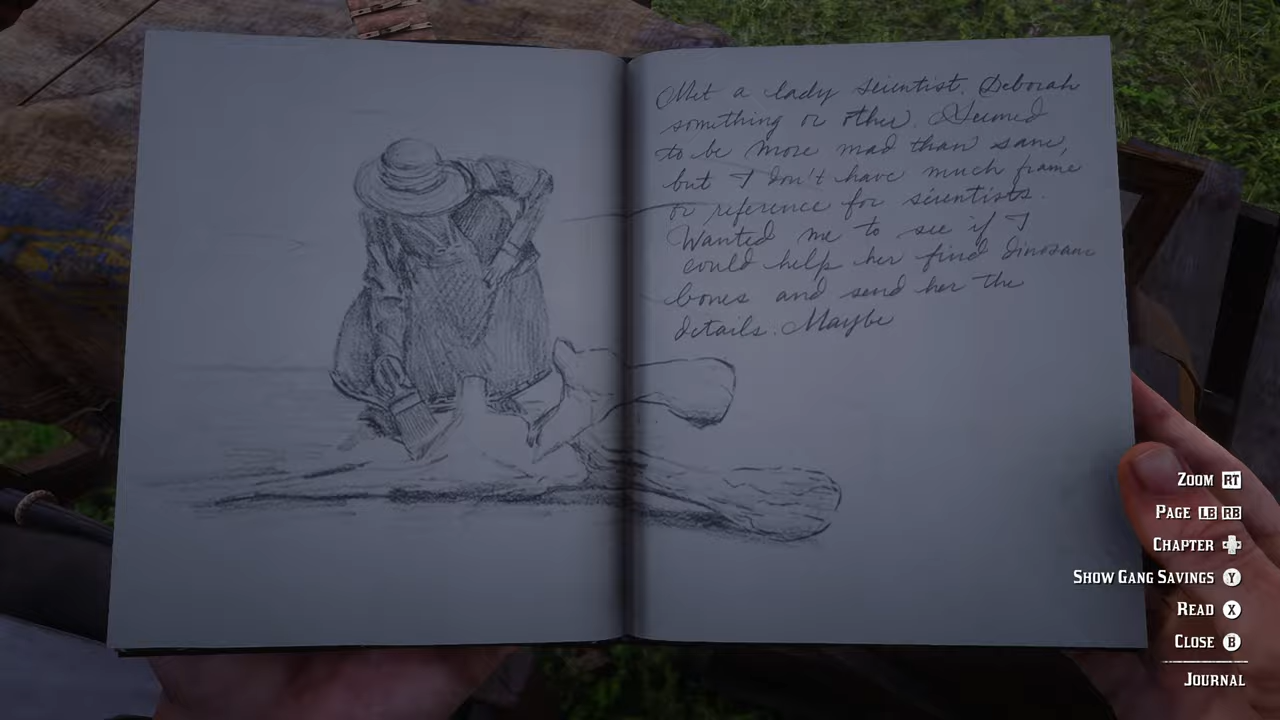 Met a lady scientist. Deborah
something or other. Seemed
to be more mad than sane,
but I don't have much frame
or reference for scientists.
Wanted me to see if I
could help her find dinosaur
bones and send her the
details. Maybe
ZOOM RT
PAGE LB RB
CHAPTER
SHOW GANG SAVINGS Y
READ X
CLOSE B
JOURNAL